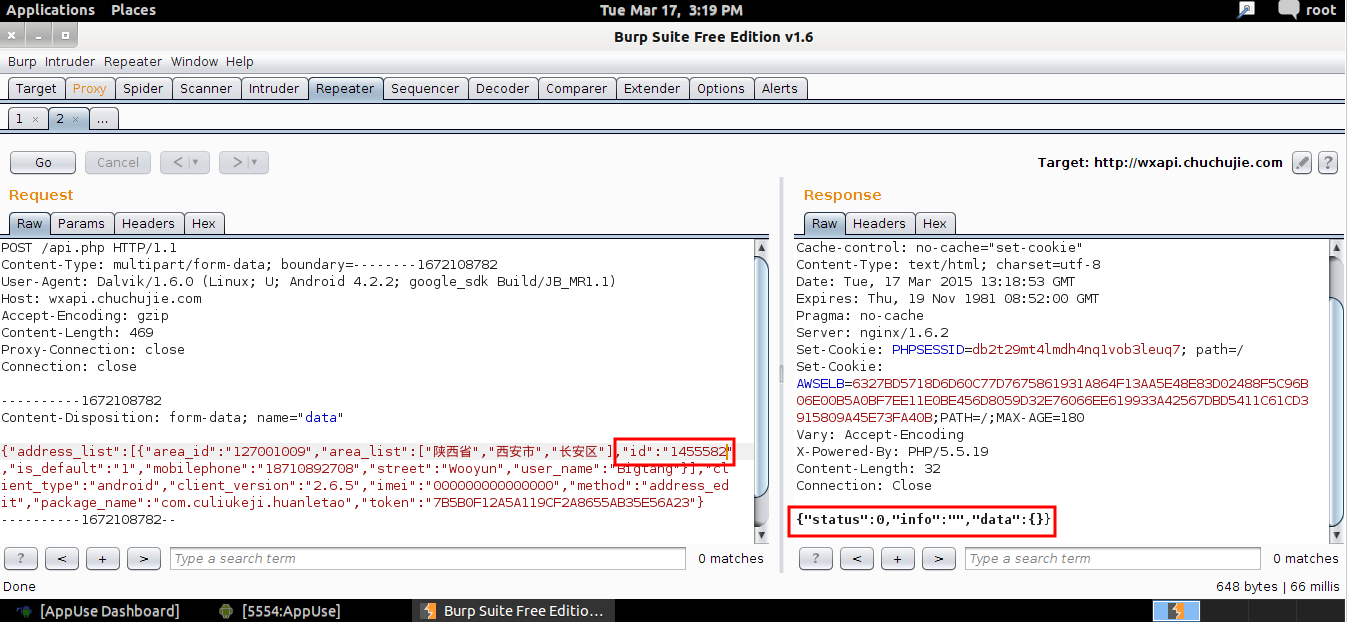 Applications Places Tue Mar 17, 3:19 PM root
Burp Suite Free Edition v1.6
Burp Intruder Repeater Window Help
Target Proxy Spider Scanner Intruder Repeater Sequencer Decoder Comparer Extender Options Alerts
1 × 2 × ...
Go Cancel < > Target: http://wxapi.chuchujie.com ?
Request
Raw Params Headers Hex
POST /api.php HTTP/1.1
Content-Type: multipart/form-data; boundary=--------1672108782
User-Agent: Dalvik/1.6.0 (Linux; U; Android 4.2.2; google_sdk Build/JB_MR1.1)
Host: wxapi.chuchujie.com
Accept-Encoding: gzip
Content-Length: 469
Proxy-Connection: close
Connection: close
----------1672108782
Content-Disposition: form-data; name="data"
{"address_list":[{"area_id":"127001009","area_list":["陕西省","西安市","长安区"],"id":"1455582"
,"is_default":"1","mobilephone":"18710892708","street":"Wooyun","user_name":"Bigtang"}],"cl
ient_type":"android","client_version":"2.6.5","imei":"000000000000000","method":"address_ed
it","package_name":"com.culiukeji.huanletao","token":"7B5B0F12A5A119CF2A8655AB35E56A23"}
----------1672108782--
? < + > Type a search term 0 matches
Response
Raw Headers Hex
Cache-control: no-cache="set-cookie"
Content-Type: text/html; charset=utf-8
Date: Tue, 17 Mar 2015 13:18:53 GMT
Expires: Thu, 19 Nov 1981 08:52:00 GMT
Pragma: no-cache
Server: nginx/1.6.2
Set-Cookie: PHPSESSID=db2t29mt4lmdh4nq1vob3leuq7; path=/
Set-Cookie:
AWSELB=6327BD5718D6D60C77D7675861931A864F13AA5E48E83D02488F5C96B
06E00B5A0BF7EE11E0BE456D8059D32E76066EE619933A42567DBD5411C61CD3
915809A45E73FA40B;PATH=/;MAX-AGE=180
Vary: Accept-Encoding
X-Powered-By: PHP/5.5.19
Content-Length: 32
Connection: Close
{"status":0,"info":"","data":{}}
? < + > Type a search term 0 matches
Done 648 bytes | 66 millis
[AppUse Dashboard] [5554:AppUse] Burp Suite Free Editio...